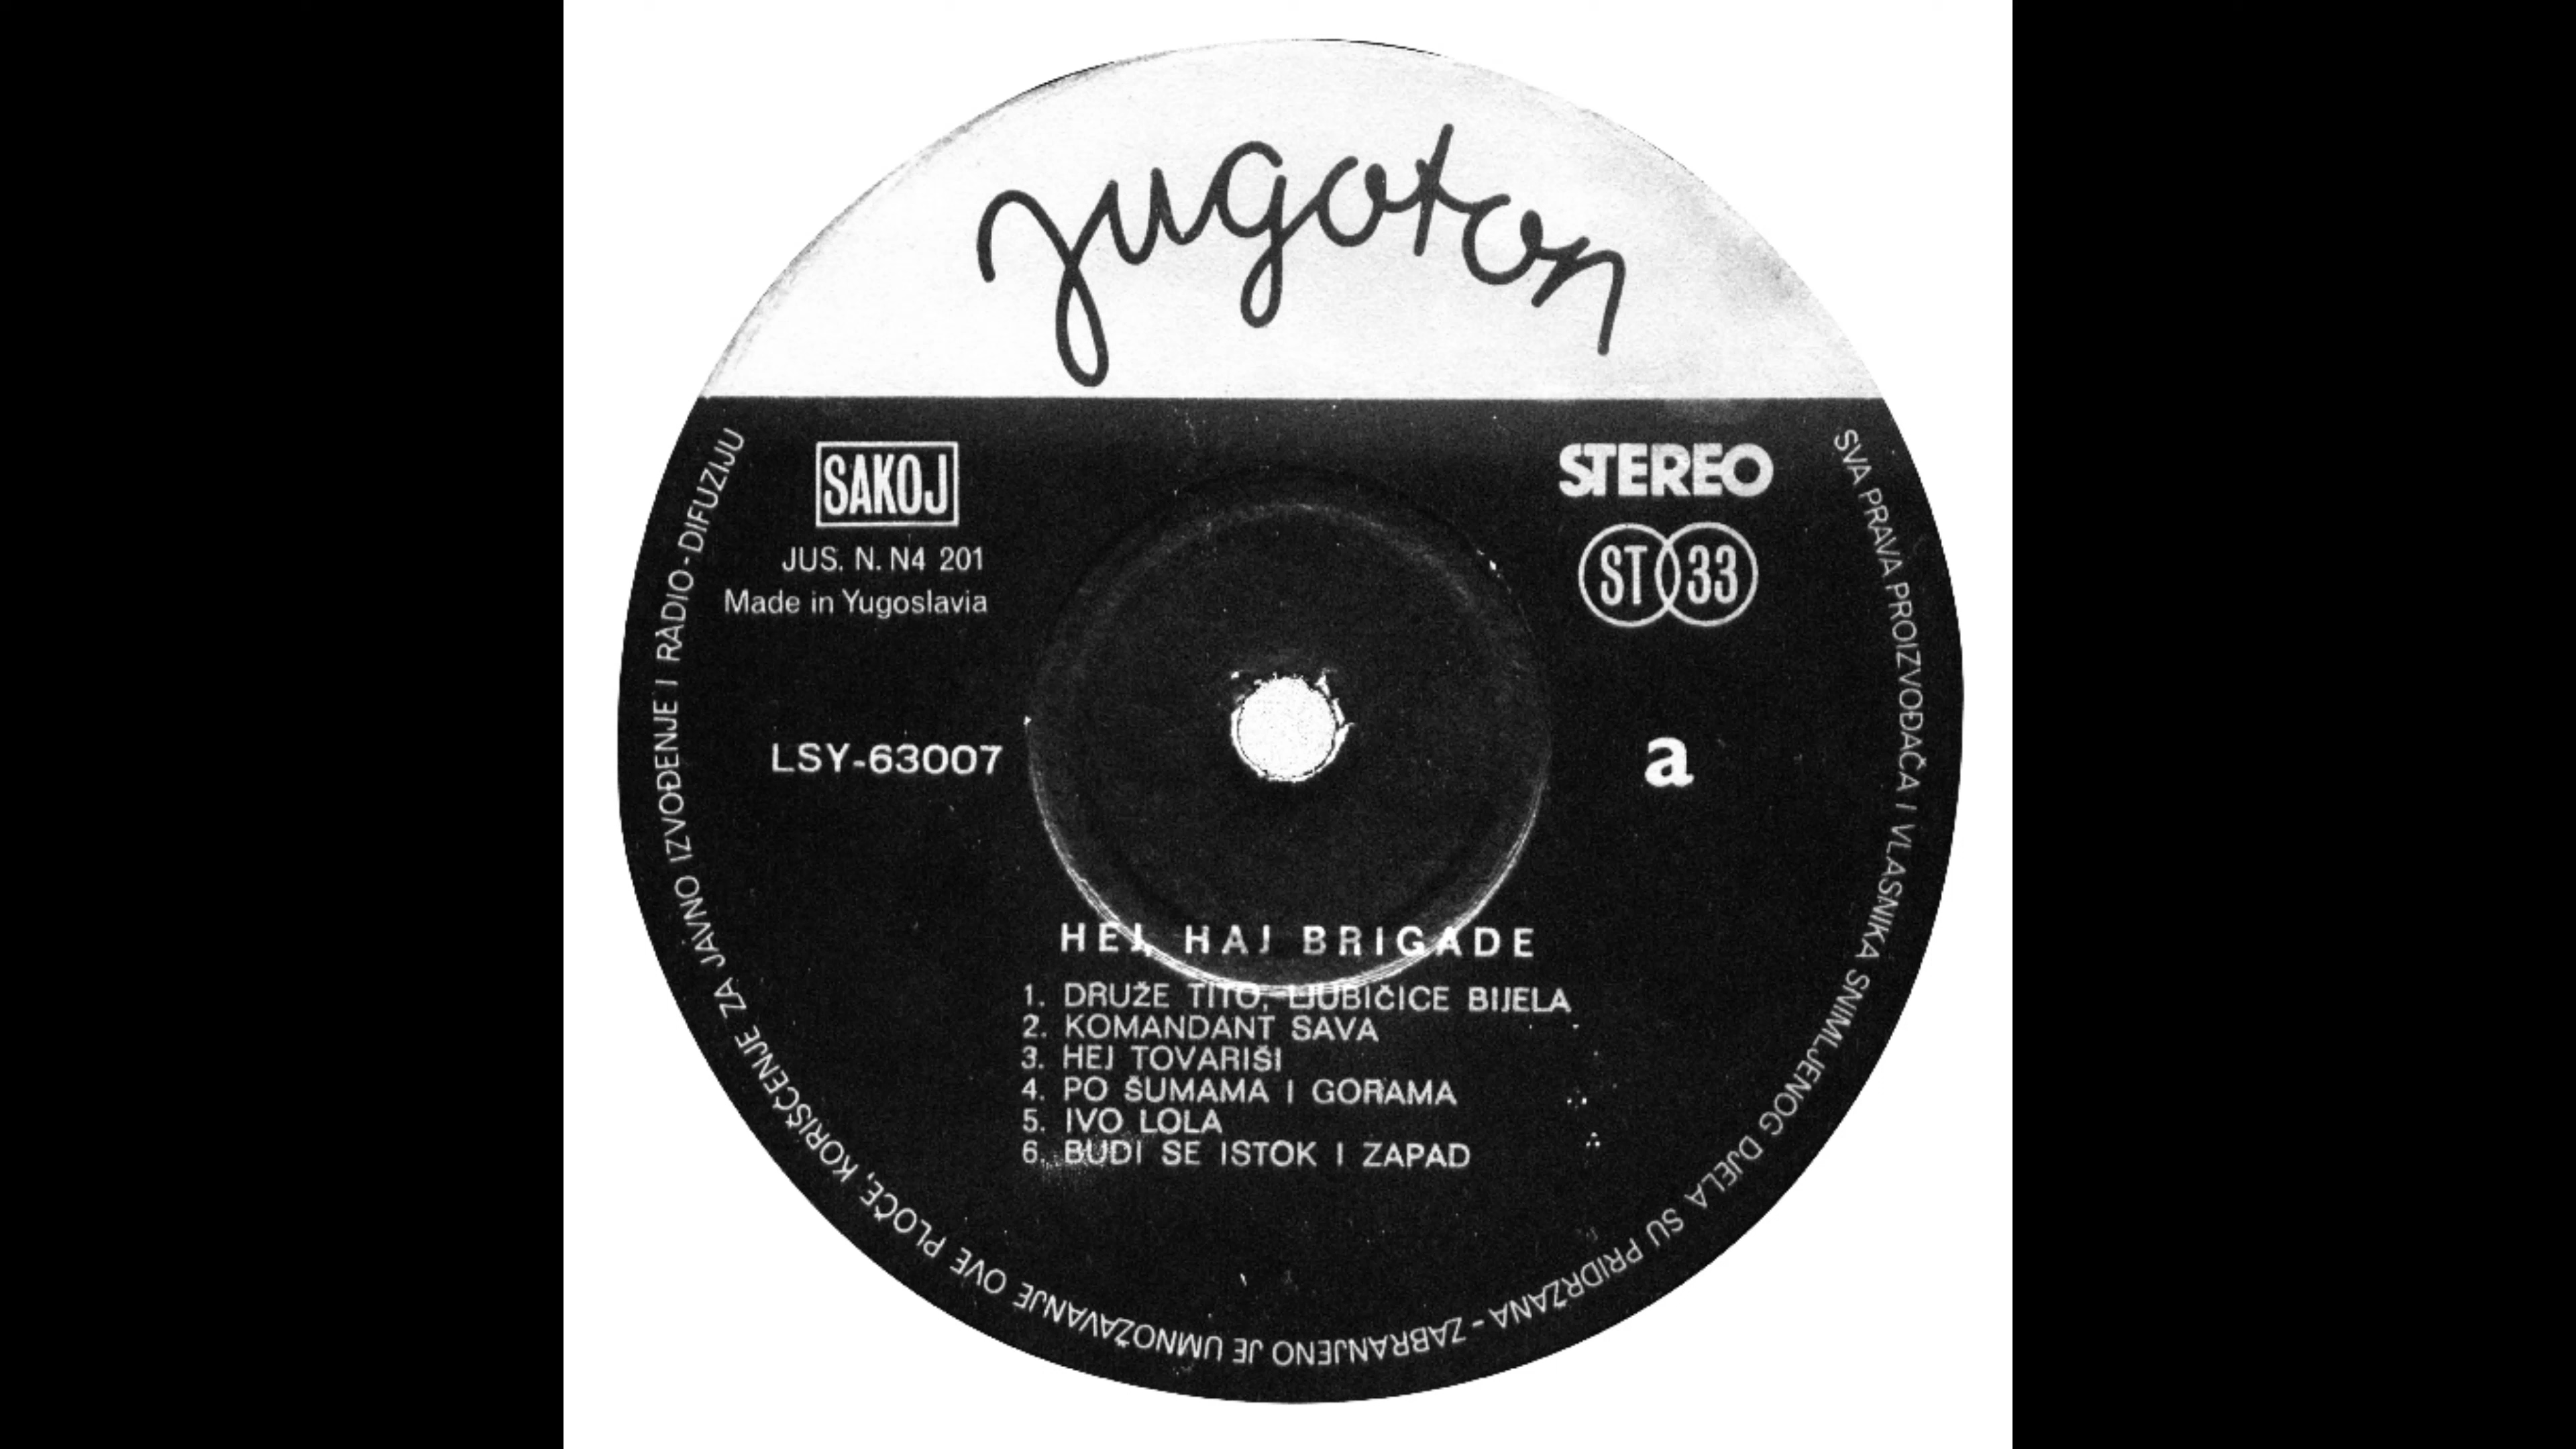 jugoton
SAKOJ
JUS. N. N4 201
Made in Yugoslavia
STEREO
ST 33
LSY-63007
a
HEJ, HAJ BRIGADE
1. DRUŽE TITO, LJUBIČICE BIJELA
2. KOMANDANT SAVA
3. HEJ TOVARIŠI
4. PO ŠUMAMA I GORAMA
5. IVO LOLA
6. BUDI SE ISTOK I ZAPAD
SVA PRAVA PROIZVOĐAČA I VLASNIKA SNIMLJENOG DJELA SU PRIDRŽANA - ZABRANJENO JE UMNOŽAVANJE OVE PLOČE, KORIŠĆENJE ZA JAVNO IZVOĐENJE I RADIO-DIFUZIJU